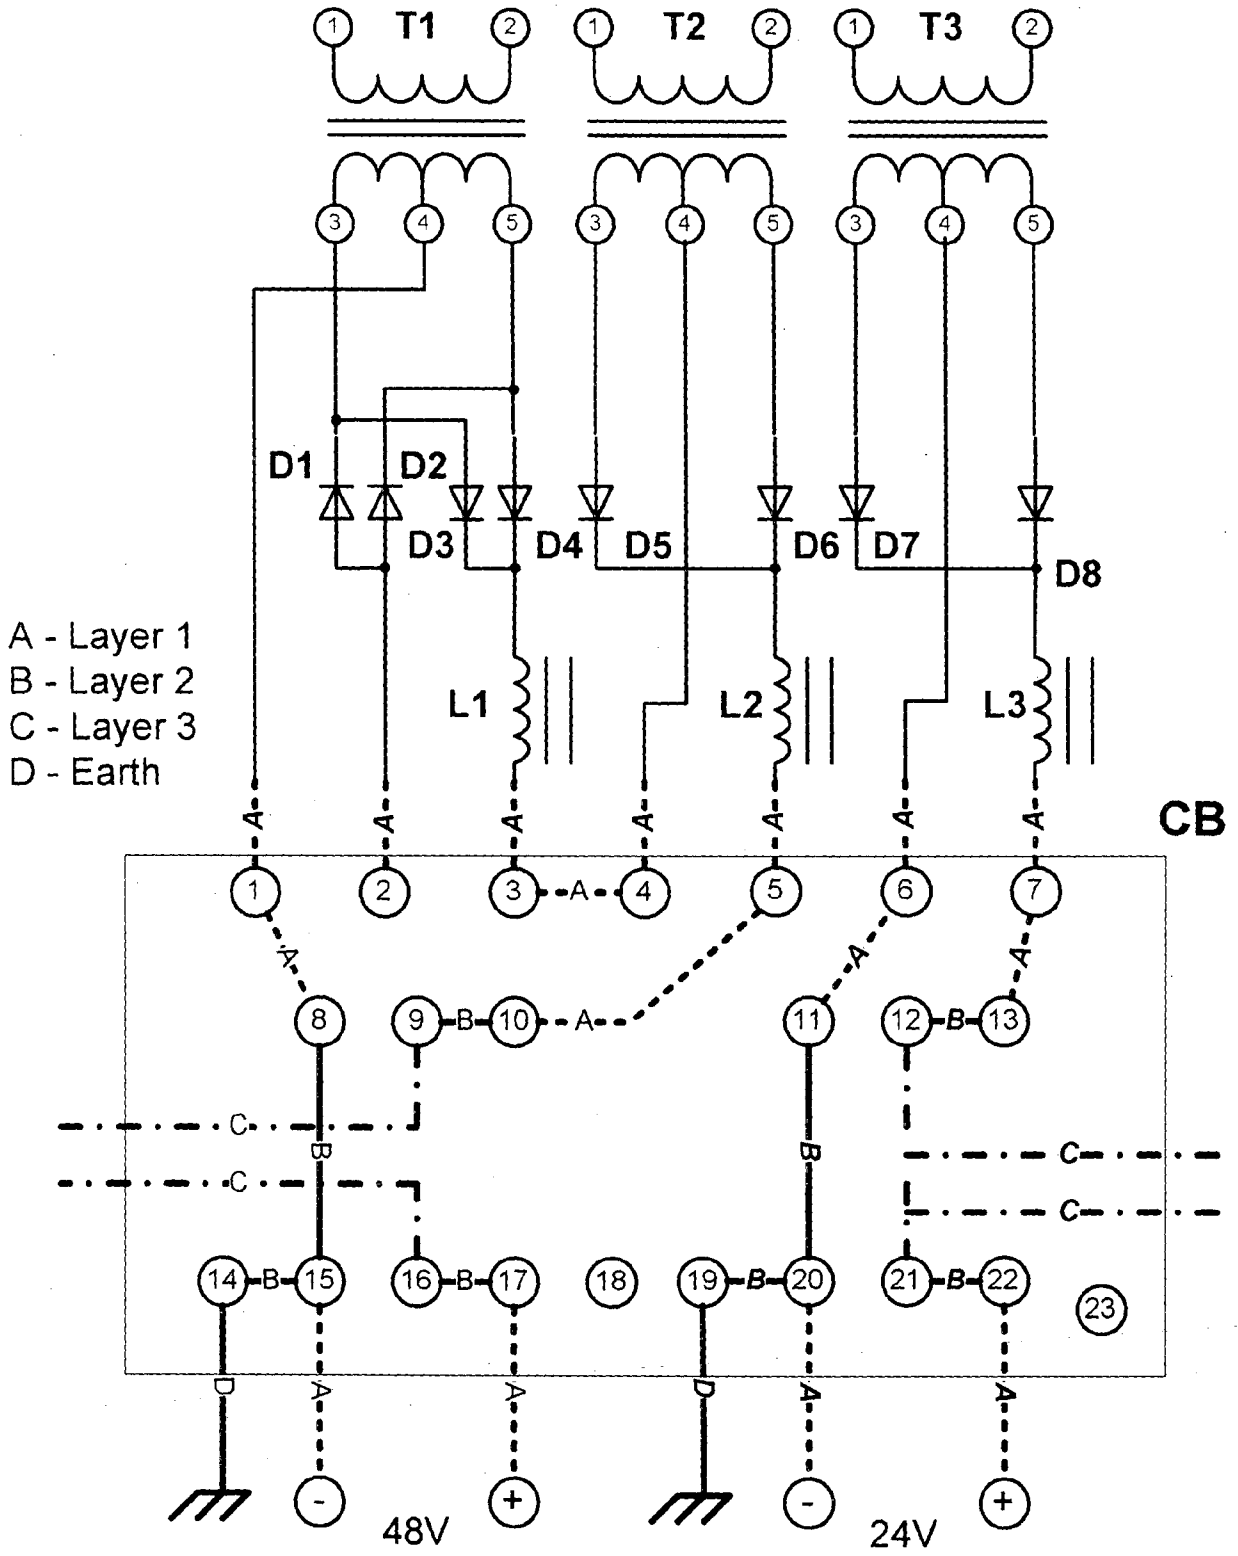 1 T1 2 1 T2 2 1 T3 2
3 4 5 3 4 5 3 4 5
D1 D2
D3 D4 D5 D6 D7
D8
A - Layer 1
B - Layer 2
C - Layer 3
D - Earth
L1 L2 L3
CB
A A A A A A A
1 2 3 A 4 5 6 7
A A A
8 9 B 10 A 11 12 B 13
C
B B C
C C
14 B 15 16 B 17 18 19 B 20 21 B 22
23
D A A D A A
- + - +
48V 24V